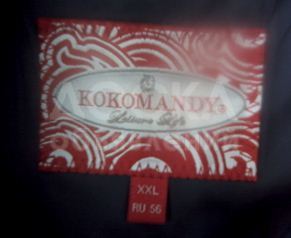 KOKOMANDY®
Leisure Style
XXL
RU 56